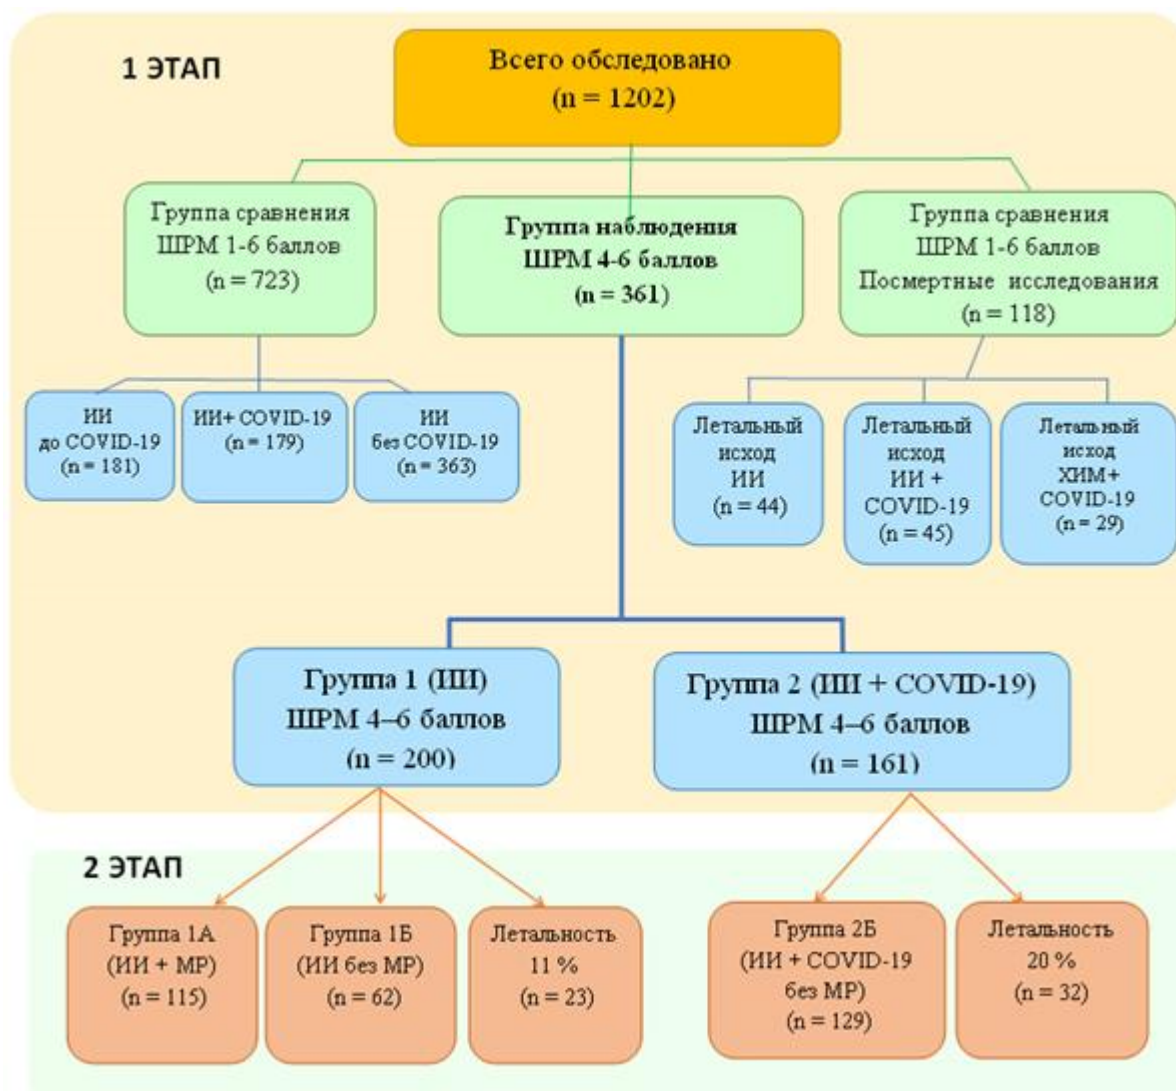 1 ЭТАП
Всего обследовано
(n = 1202)
Группа сравнения
ШРМ 1-6 баллов
(n = 723)
Группа наблюдения
ШРМ 4-6 баллов
(n = 361)
Группа сравнения
ШРМ 1-6 баллов
Посмертные исследования
(n = 118)
ИИ
до COVID-19
(n = 181)
ИИ+ COVID-19
(n = 179)
ИИ
без COVID-19
(n = 363)
Летальный
исход
ИИ
(n = 44)
Летальный
исход
ИИ +
COVID-19
(n = 45)
Летальный
исход
ХИМ+
COVID-19
(n = 29)
Группа 1 (ИИ)
ШРМ 4–6 баллов
(n = 200)
Группа 2 (ИИ + COVID-19)
ШРМ 4–6 баллов
(n = 161)
2 ЭТАП
Группа 1А
(ИИ + МР)
(n = 115)
Группа 1Б
(ИИ без МР)
(n = 62)
Летальность
11 %
(n = 23)
Группа 2Б
(ИИ + COVID-19
без МР)
(n = 129)
Летальность
20 %
(n = 32)